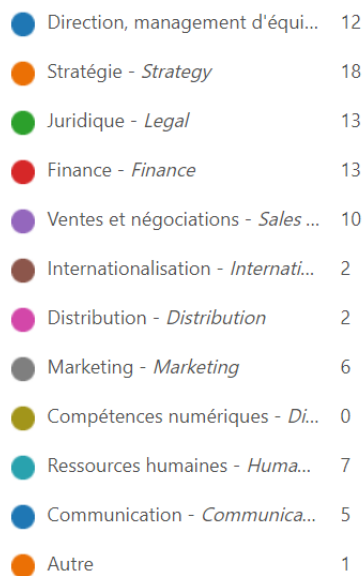 Direction, management d'équi... 12
Stratégie - Strategy 18
Juridique - Legal 13
Finance - Finance 13
Ventes et négociations - Sales ... 10
Internationalisation - Internati... 2
Distribution - Distribution 2
Marketing - Marketing 6
Compétences numériques - Di... 0
Ressources humaines - Huma... 7
Communication - Communica... 5
Autre 1